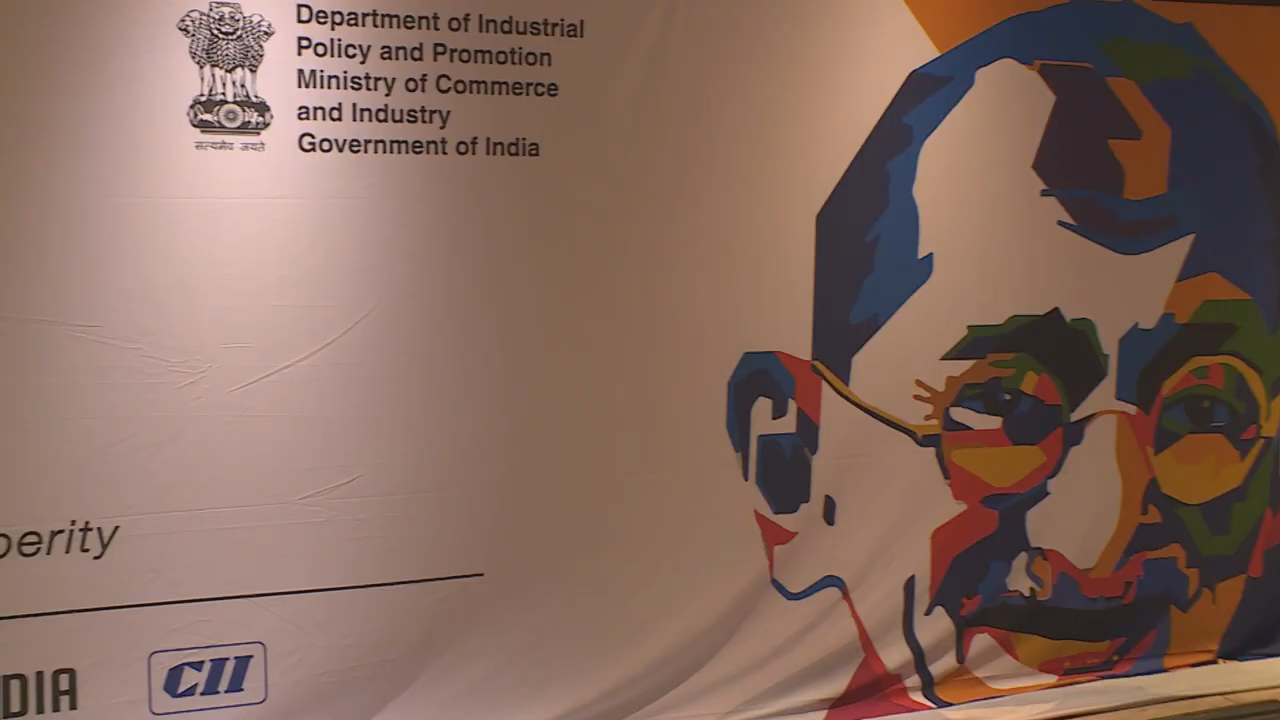 Department of Industrial
Policy and Promotion
Ministry of Commerce
and Industry
Government of India
सत्यमेव जयते
perity
DIA
CII